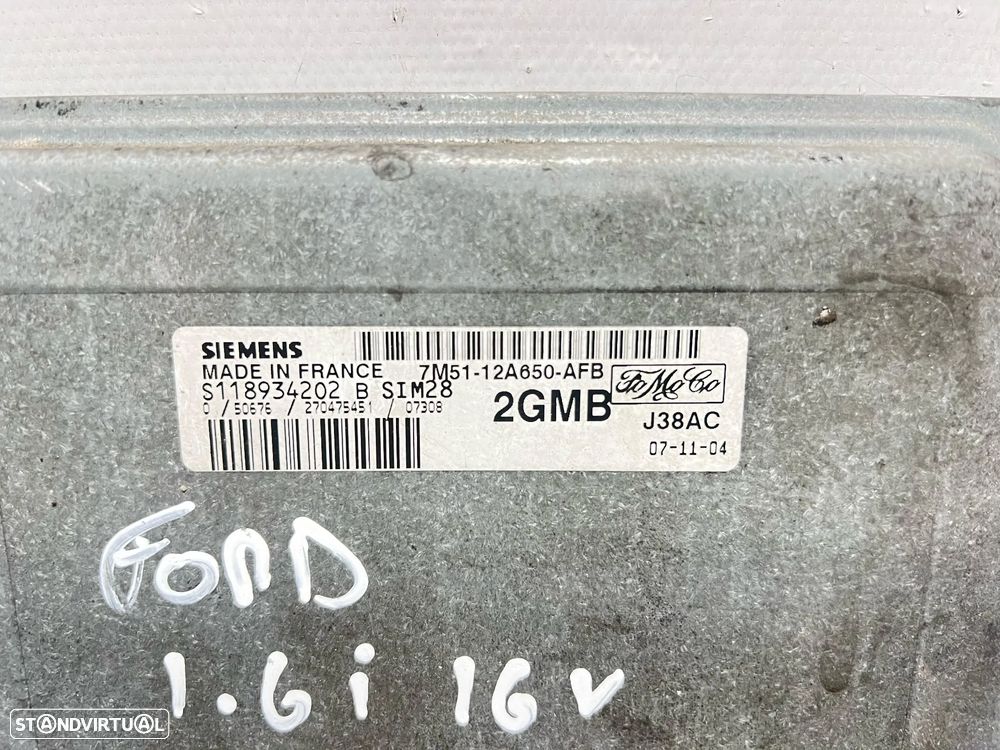 SIEMENS
MADE IN FRANCE 7M51-12A650-AFB
S118934202 B SIM28
0 / 50676 / 270475451 / 07308
2GMB
FoMoCo
J38AC
07-11-04
FORD
1.6i 16V
STANDVIRTUAL